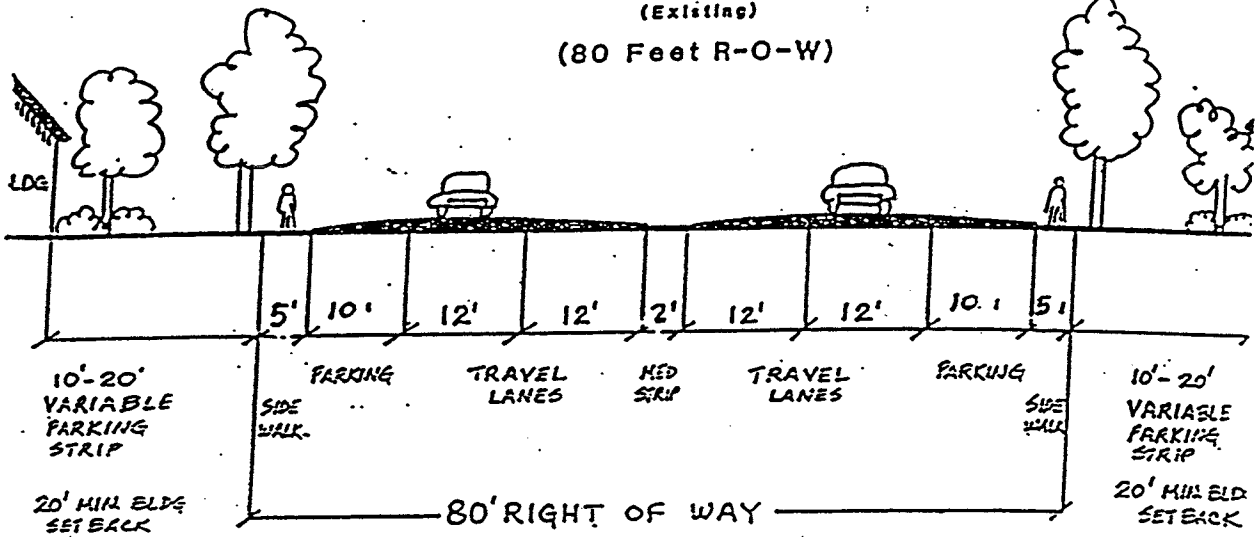 (Existing)
(80 Feet R-O-W)
LDG
5' 10' 12' 12' 2' 12' 12' 10' 5'
PARKING
TRAVEL
LANES
MED
STRIP
TRAVEL
LANES
PARKING
10'-20'
VARIABLE
PARKING
STRIP
SIDE
WALK
SIDE
WALK
10'-20'
VARIABLE
PARKING
STRIP
20' MIN BLDG
SETBACK
80' RIGHT OF WAY
20' MIN BLD
SETBACK